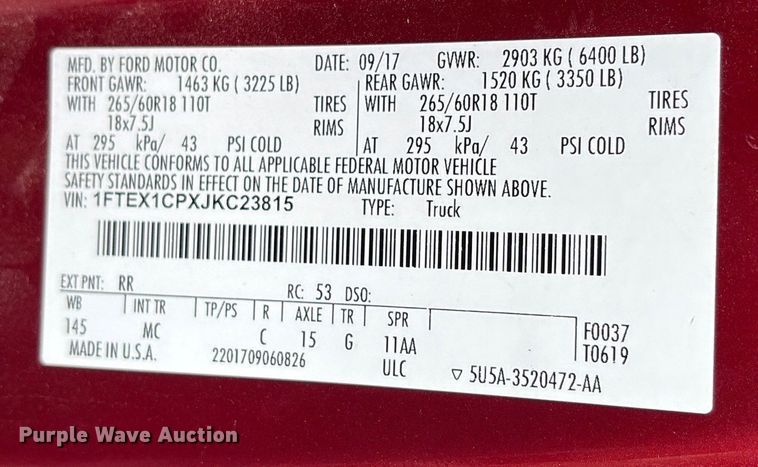 MFD. BY FORD MOTOR CO. DATE: 09/17 GVWR: 2903 KG ( 6400 LB)
FRONT GAWR: 1463 KG ( 3225 LB) REAR GAWR: 1520 KG ( 3350 LB)
WITH 265/60R18 110T TIRES WITH 265/60R18 110T TIRES
18x7.5J RIMS 18x7.5J RIMS
AT 295 kPa/ 43 PSI COLD AT 295 kPa/ 43 PSI COLD
THIS VEHICLE CONFORMS TO ALL APPLICABLE FEDERAL MOTOR VEHICLE
SAFETY STANDARDS IN EFFECT ON THE DATE OF MANUFACTURE SHOWN ABOVE.
VIN: 1FTEX1CPXJKC23815 TYPE: Truck
EXT PNT: RR RC: 53 DSO:
WB INT TR TP/PS R AXLE TR SPR F0037
145 MC C 15 G 11AA T0619
MADE IN U.S.A. 2201709060826 ULC ▽ 5U5A-3520472-AA
Purple Wave Auction